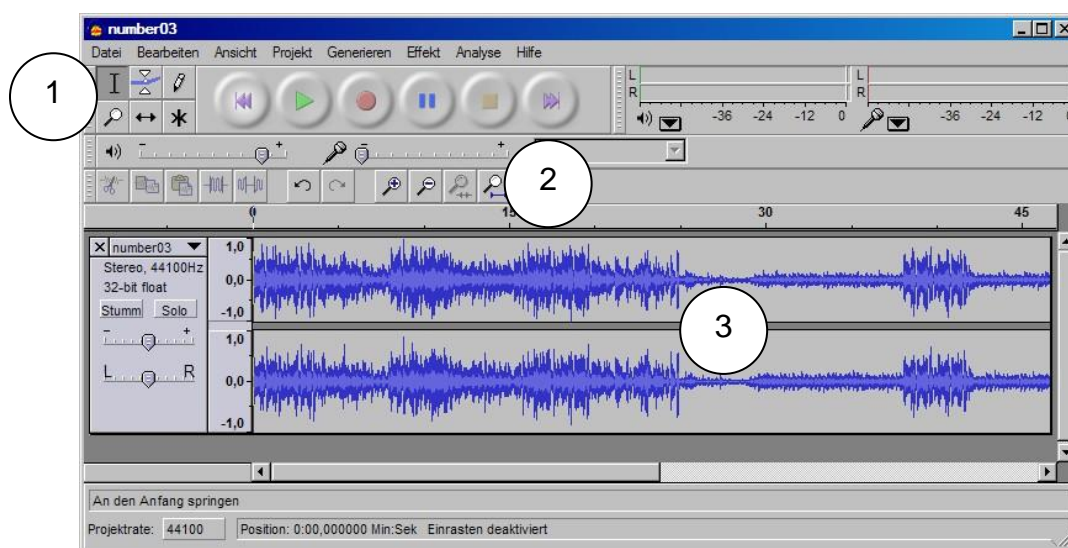 number03
Datei Bearbeiten Ansicht Projekt Generieren Effekt Analyse Hilfe
1
L
R
-36 -24 -12 0
L
R
-36 -24 -12
- +
- +
2
0 15 30 45
number03
Stereo, 44100Hz
32-bit float
Stumm Solo
- +
L R
1,0
0,0
-1,0
1,0
0,0
-1,0
3
An den Anfang springen
Projektrate: 44100 Position: 0:00,000000 Min:Sek Einrasten deaktiviert